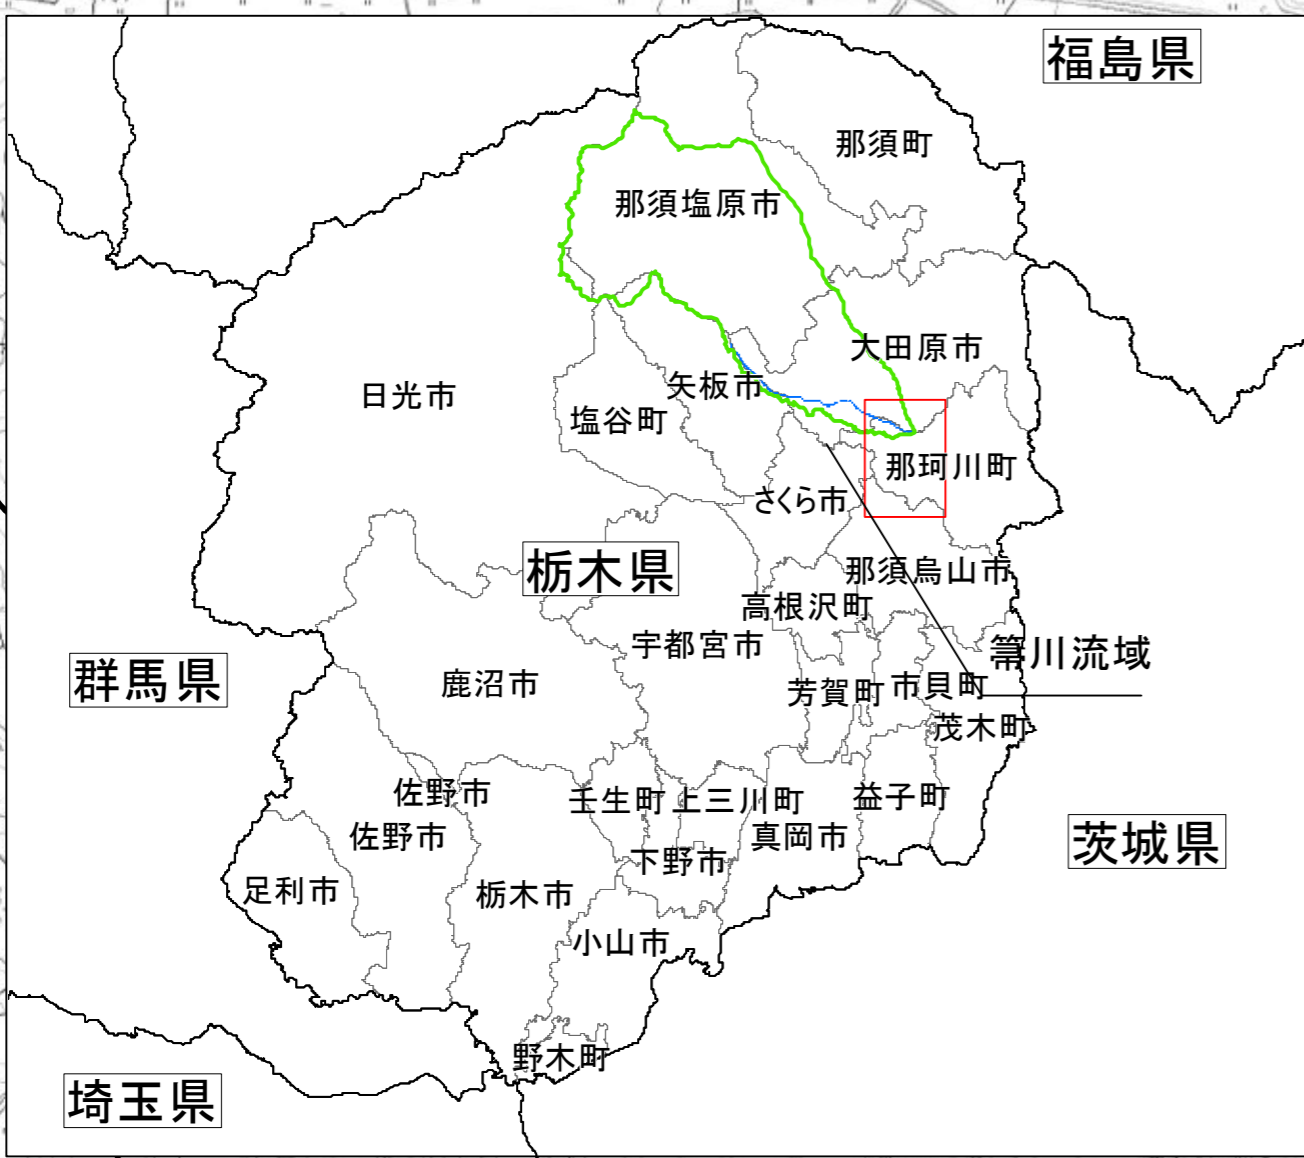 福島県
那須町
那須塩原市
大田原市
矢板市
日光市
塩谷町
那珂川町
さくら市
栃木県
那須烏山市
高根沢町
宇都宮市
箒川流域
群馬県
鹿沼市
芳賀町
市貝町
茂木町
佐野市
壬生町
上三川町
益子町
佐野市
真岡市
茨城県
下野市
足利市
栃木市
小山市
野木町
埼玉県